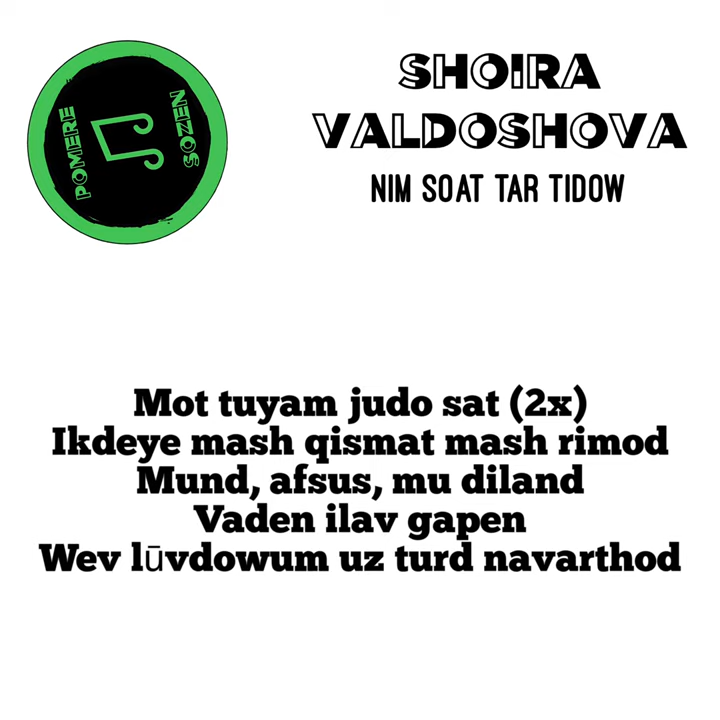 POMERE
SOZEN
SHOIRA
VALDOSHOVA
NIM SOAT TAR TIDOW
Mot tuyam judo sat (2x)
Ikdeye mash qismat mash rimod
Mund, afsus, mu diland
Vaden ilav gapen
Wev lūvdowum uz turd navarthod